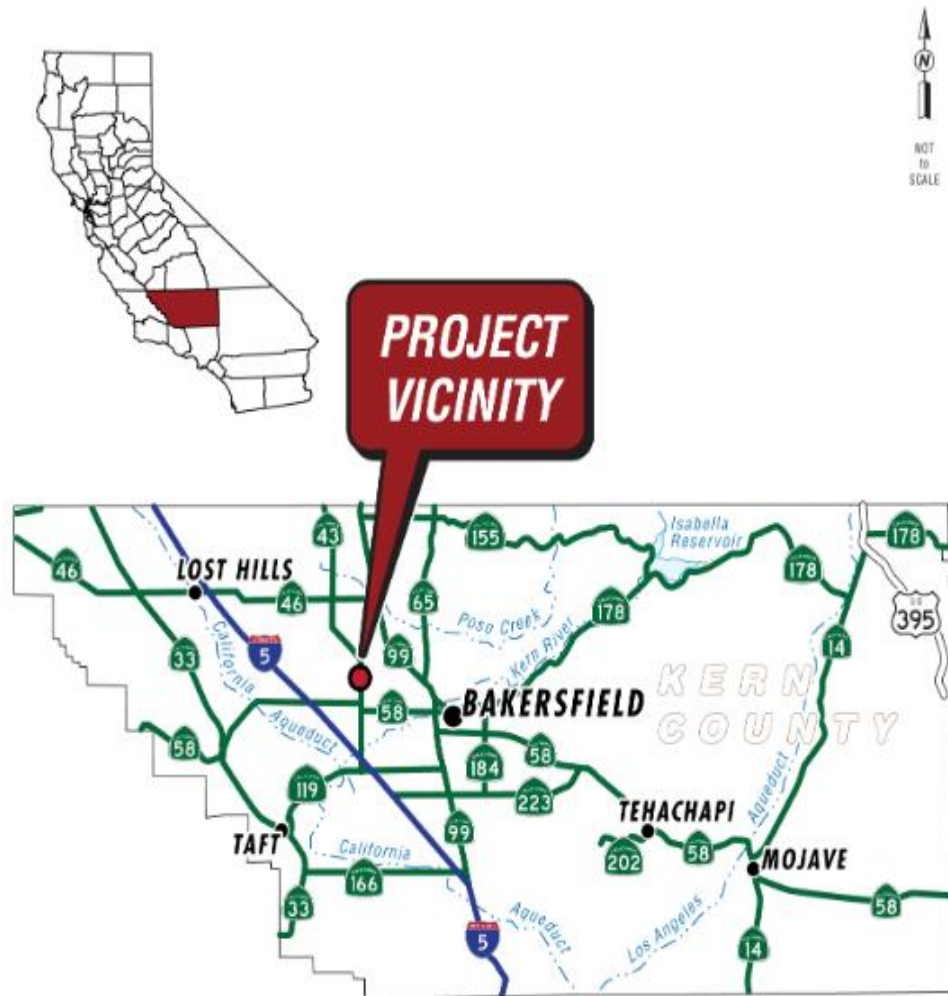 N
NOT
to
SCALE
PROJECT
VICINITY
43
155
Isabella
Reservoir
178
46
LOST HILLS
46
65
178
178
U S
395
Poso Creek
5
99
Kern River
33
California
14
KERN
COUNTY
58
BAKERSFIELD
Aqueduct
58
58
184
119
223
TEHACHAPI
Aqueduct
TAFT
99
California
202
58
MOJAVE
166
33
58
Aqueduct
Los Angeles
5
14